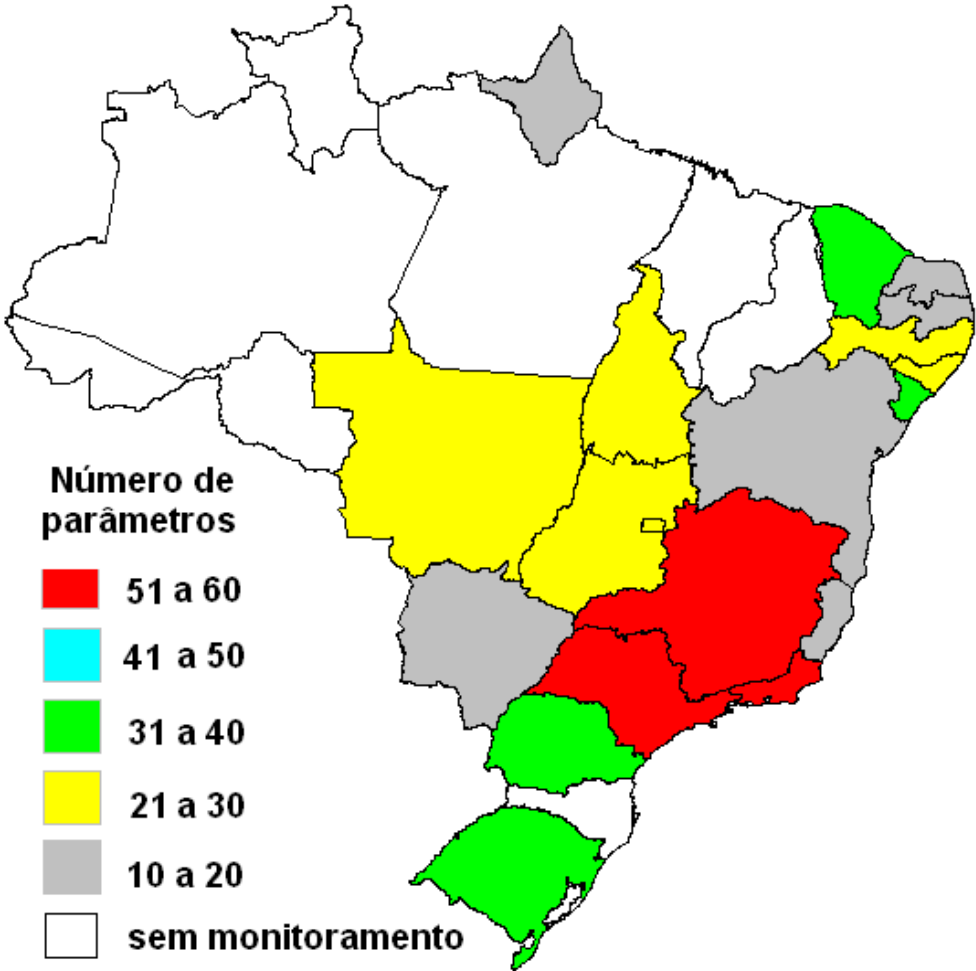 Número de
parâmetros
51 a 60
41 a 50
31 a 40
21 a 30
10 a 20
sem monitoramento